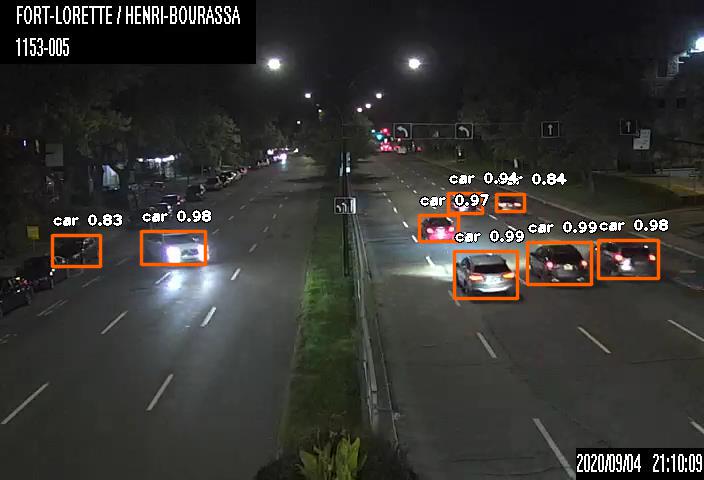 FORT-LORETTE / HENRI-BOURASSA
1153-005
car 0.94
0.84
car 0.97
car 0.83
car 0.98
car 0.99
car 0.99
car 0.98
2020/09/04 21:10:09